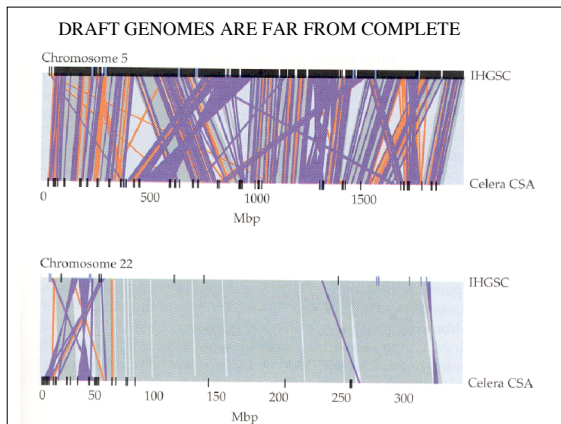 DRAFT GENOMES ARE FAR FROM COMPLETE
Chromosome 5
IHGSC
Celera CSA
0 500 1000 1500
Mbp
Chromosome 22
IHGSC
Celera CSA
0 50 100 150 200 250 300
Mbp